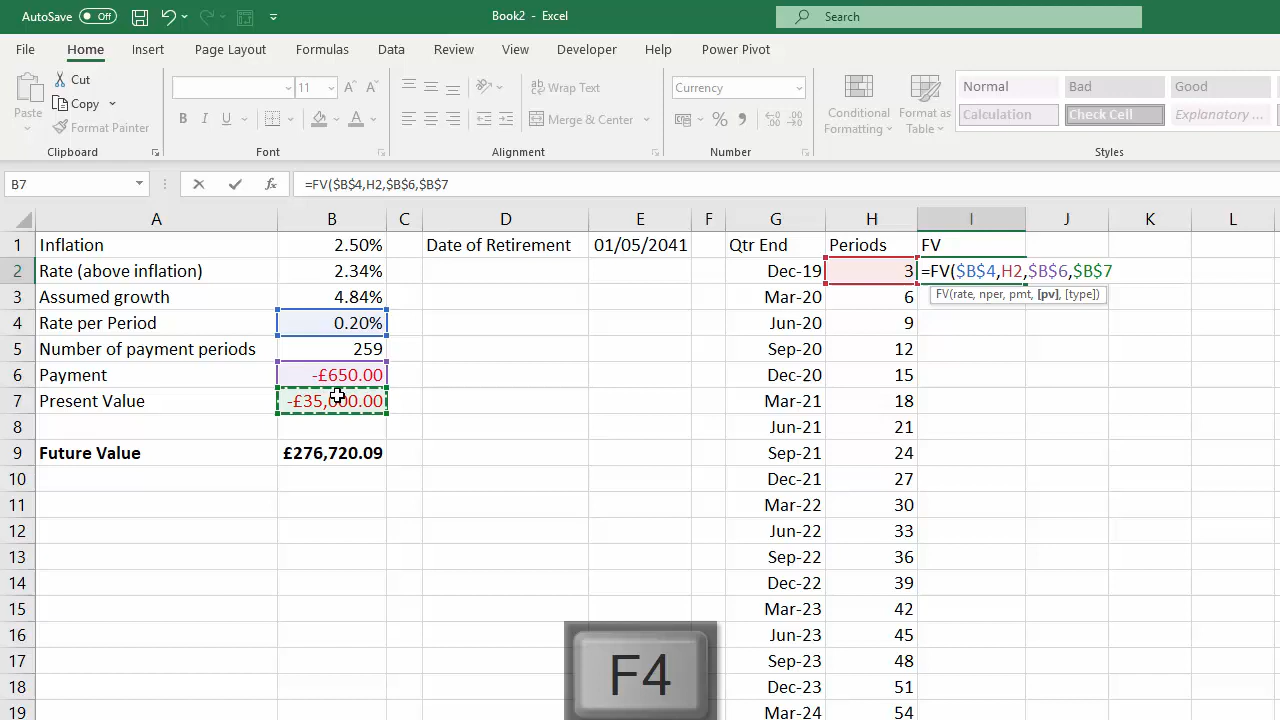 AutoSave Off Book2 - Excel Search
File Home Insert Page Layout Formulas Data Review View Developer Help Power Pivot
Paste Cut Copy Format Painter
11
Wrap Text
Merge & Center
Currency
Conditional Formatting Format as Table
Normal Bad Good
Calculation Check Cell Explanatory ...
Clipboard Font Alignment Number Styles
B7 fx =FV($B$4,H2,$B$6,$B$7
A B C D E F G H I J K L
1 Inflation 2.50% Date of Retirement 01/05/2041 Qtr End Periods FV
2 Rate (above inflation) 2.34% Dec-19 3 =FV($B$4,H2,$B$6,$B$7
FV(rate, nper, pmt, [pv], [type])
3 Assumed growth 4.84% Mar-20 6
4 Rate per Period 0.20% Jun-20 9
5 Number of payment periods 259 Sep-20 12
6 Payment -£650.00 Dec-20 15
7 Present Value -£35,000.00 Mar-21 18
8 Jun-21 21
9 Future Value £276,720.09 Sep-21 24
10 Dec-21 27
11 Mar-22 30
12 Jun-22 33
13 Sep-22 36
14 Dec-22 39
15 Mar-23 42
16 Jun-23 45
17 Sep-23 48
18 Dec-23 51
19 Mar-24 54
F4